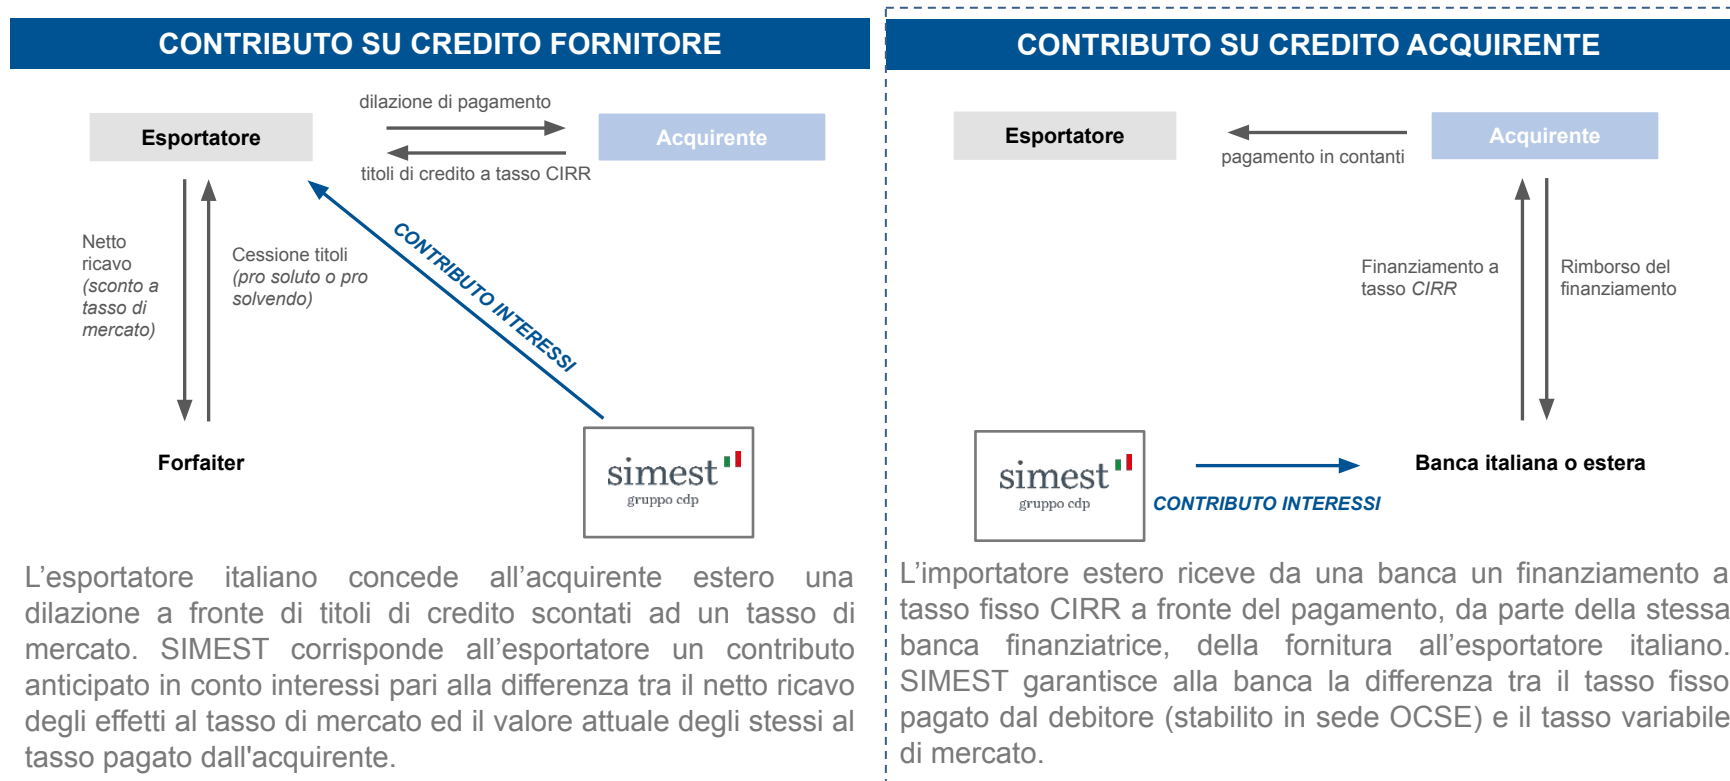 CONTRIBUTO SU CREDITO FORNITORE
dilazione di pagamento
Esportatore
Acquirente
titoli di credito a tasso CIRR
Netto
ricavo
(sconto a
tasso di
mercato)
Cessione titoli
(pro soluto o pro
solvendo)
CONTRIBUTO INTERESSI
Forfaiter
simest
gruppo cdp
L’esportatore italiano concede all’acquirente estero una
dilazione a fronte di titoli di credito scontati ad un tasso di
mercato. SIMEST corrisponde all’esportatore un contributo
anticipato in conto interessi pari alla differenza tra il netto ricavo
degli effetti al tasso di mercato ed il valore attuale degli stessi al
tasso pagato dall'acquirente.
CONTRIBUTO SU CREDITO ACQUIRENTE
Esportatore
Acquirente
pagamento in contanti
Finanziamento a
tasso CIRR
Rimborso del
finanziamento
simest
gruppo cdp
CONTRIBUTO INTERESSI
Banca italiana o estera
L’importatore estero riceve da una banca un finanziamento a
tasso fisso CIRR a fronte del pagamento, da parte della stessa
banca finanziatrice, della fornitura all’esportatore italiano.
SIMEST garantisce alla banca la differenza tra il tasso fisso
pagato dal debitore (stabilito in sede OCSE) e il tasso variabile
di mercato.